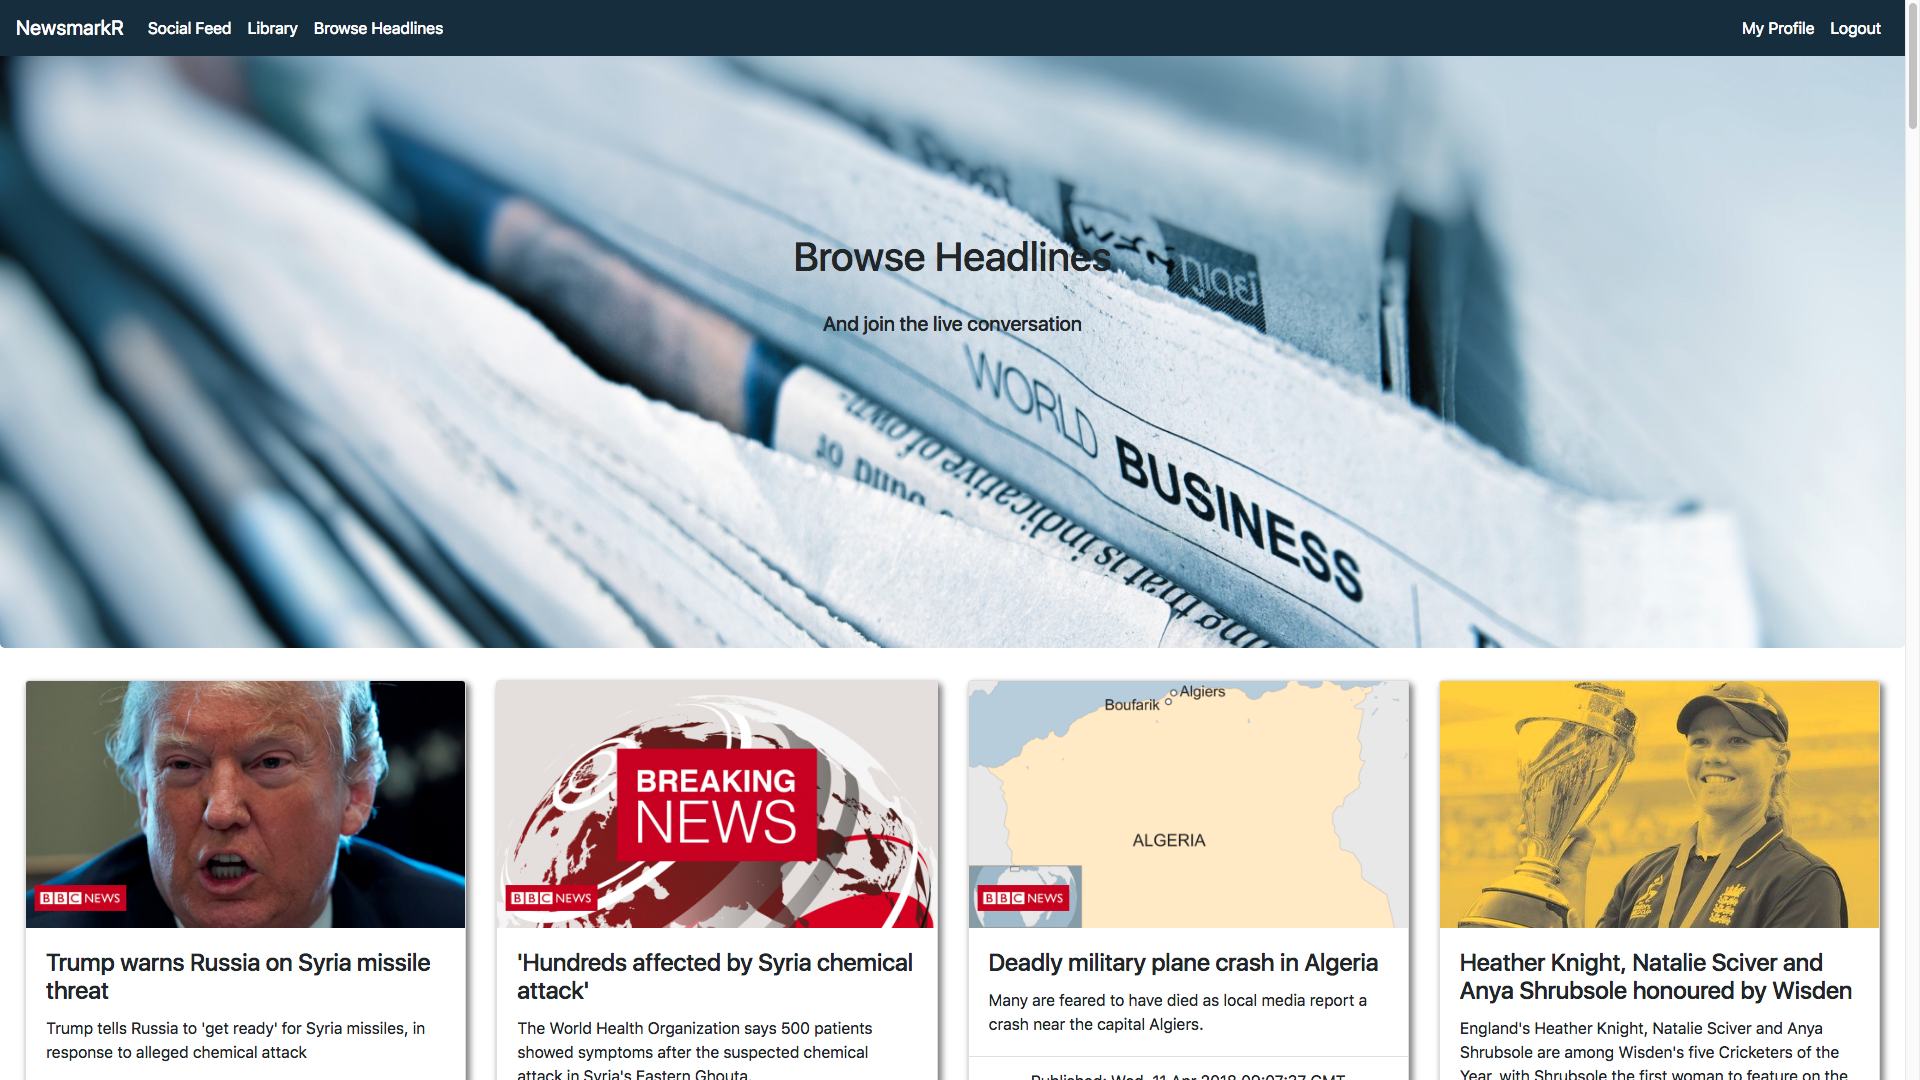 NewsmarkR Social Feed Library Browse Headlines My Profile Logout
Browse Headlines
And join the live conversation
WORLD
BUSINESS
BREAKING
NEWS
BBC NEWS
BBC NEWS
Algiers
Boufarik
ALGERIA
BBC NEWS
Trump warns Russia on Syria missile
threat
Trump tells Russia to 'get ready' for Syria missiles, in
response to alleged chemical attack
'Hundreds affected by Syria chemical
attack'
The World Health Organization says 500 patients
showed symptoms after the suspected chemical
attack in Syria's Eastern Ghouta.
Deadly military plane crash in Algeria
Many are feared to have died as local media report a
crash near the capital Algiers.
Published: Wed, 11 Apr 2018 09:07:27 GMT
Heather Knight, Natalie Sciver and
Anya Shrubsole honoured by Wisden
England's Heather Knight, Natalie Sciver and Anya
Shrubsole are among Wisden's five Cricketers of the
Year, with Shrubsole the first woman to feature on the